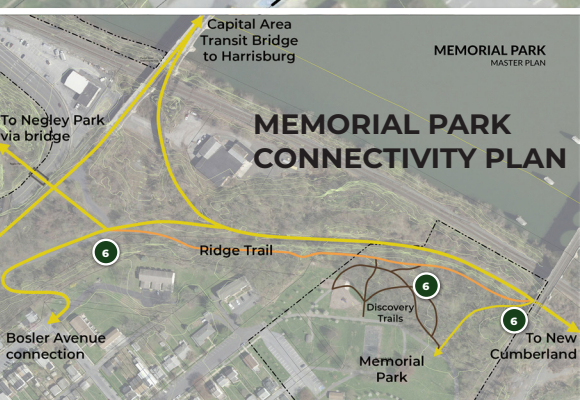 Capital Area
Transit Bridge
to Harrisburg
MEMORIAL PARK
MASTER PLAN
To Negley Park
via bridge
MEMORIAL PARK
CONNECTIVITY PLAN
6
Ridge Trail
6
Discovery
Trails
6
Bosler Avenue
connection
Memorial
Park
To New
Cumberland